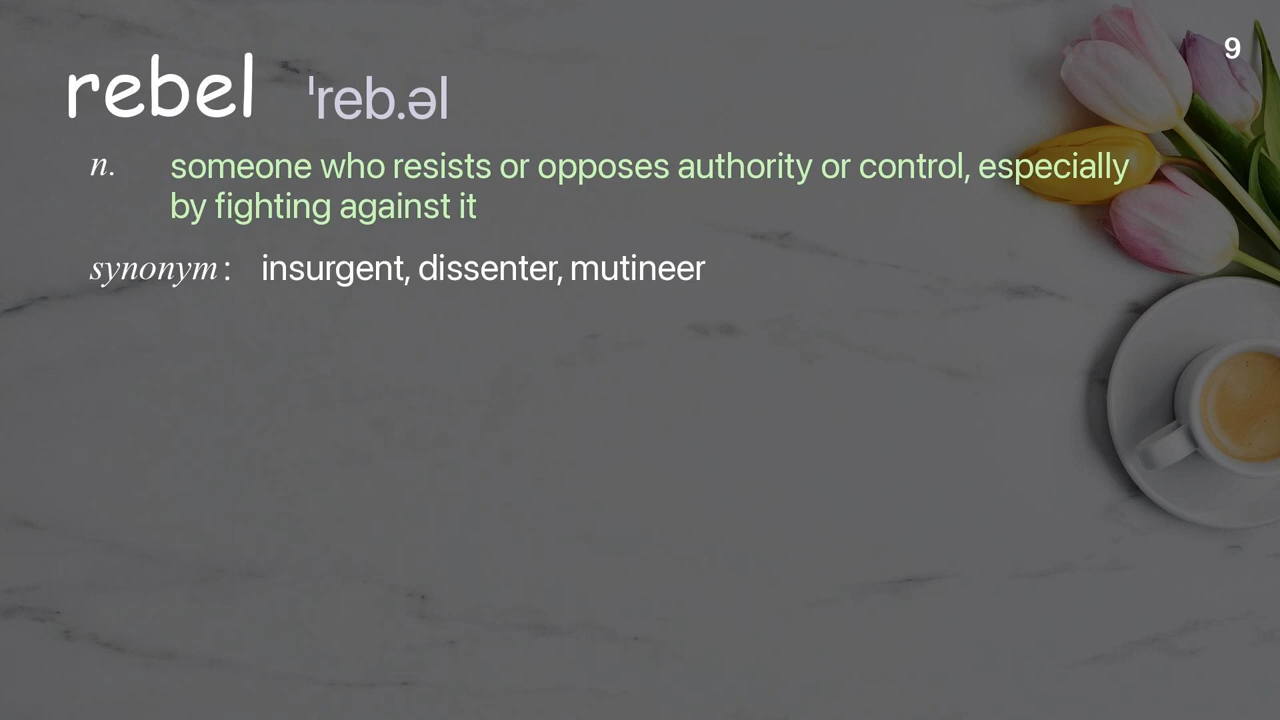 9
rebel ˈreb.əl
n. someone who resists or opposes authority or control, especially
by fighting against it
synonym : insurgent, dissenter, mutineer